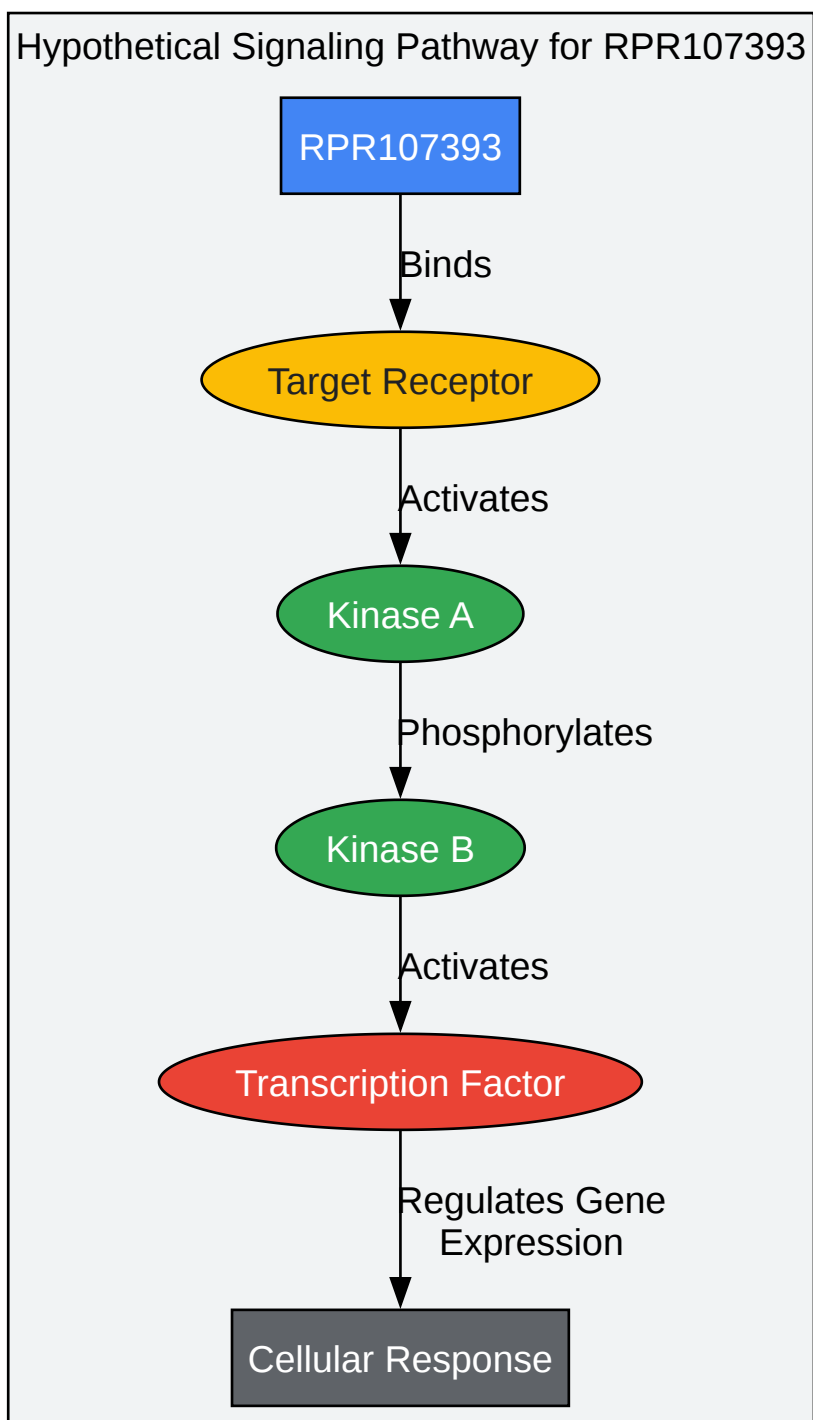 Hypothetical Signaling Pathway for RPR107393
RPR107393
Binds
Target Receptor
Activates
Kinase A
Phosphorylates
Kinase B
Activates
Transcription Factor
Regulates Gene
Expression
Cellular Response